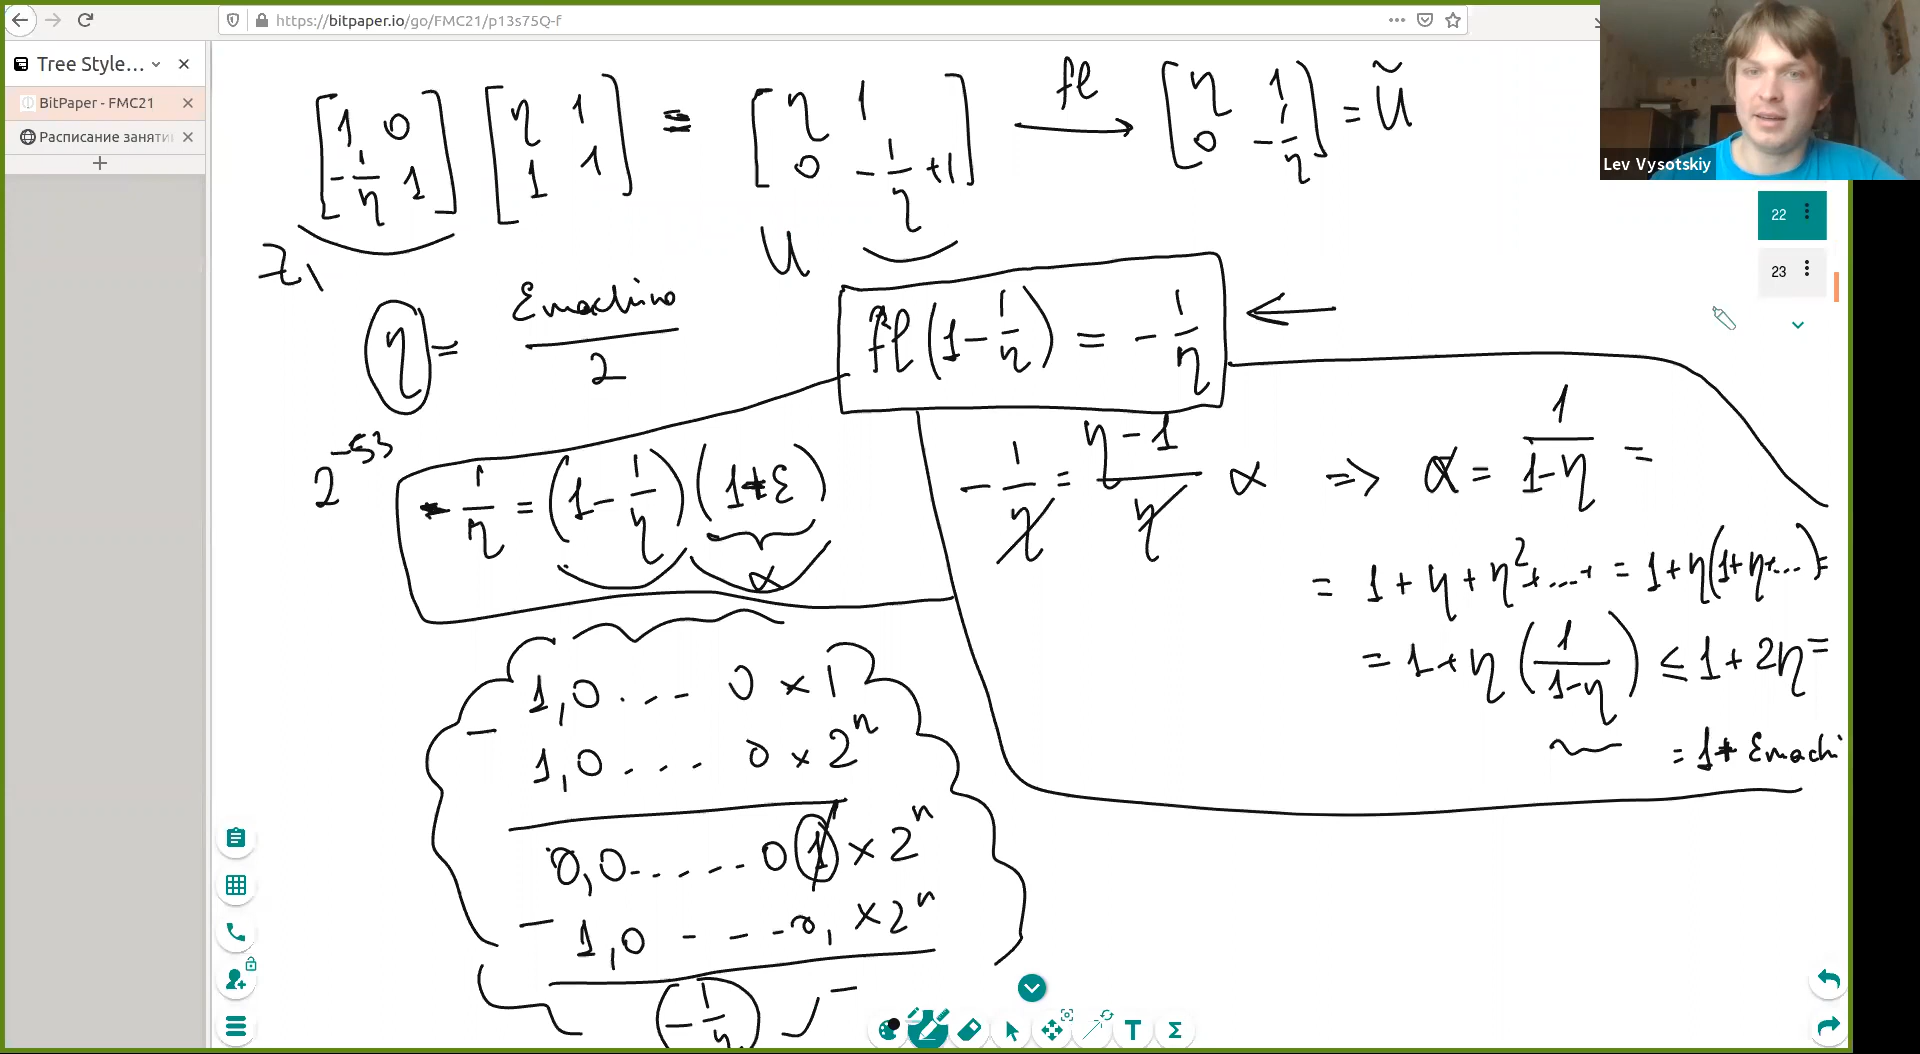 https://bitpaper.io/go/FMC21/p13s75Q-f
Tree Style...
BitPaper - FMC21
Расписание заняти
Lev Vysotskiy
22
23
[1 0; -1/η 1] [η 1; 1 1] = [η 1; 0 -1/η +1] fl → [η 1; 0 -1/η] = Ũ
Z₁
U
η = Emachine / 2
fl(1 - 1/η) = -1/η ←
2^-53
-1/η = (1 - 1/η)(1+ε)
α
-1/η = (η-1)/η α ⇒ α = 1/(1-η) =
= 1 + η + η² + ... + = 1 + η(1+η+...) =
= 1 + η(1/(1-η)) ≤ 1 + 2η =
= 1 + Emachi
1,0 ... 0 × 1
-
1,0 ... 0 × 2^n
0,0 ..... 0 1 × 2^n
- 1,0 - - - 0, × 2^n
-1/η
T
Σ